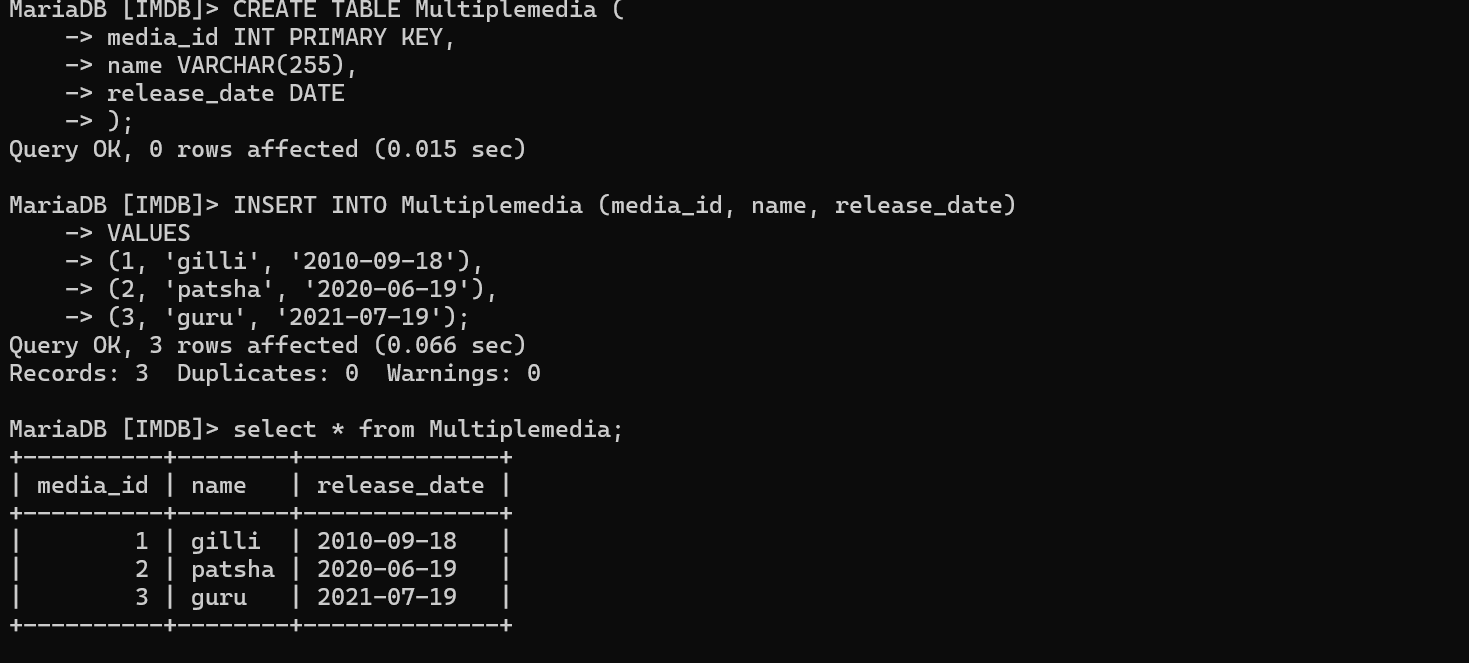 MariaDB [IMDB]> CREATE TABLE Multiplemedia (
    -> media_id INT PRIMARY KEY,
    -> name VARCHAR(255),
    -> release_date DATE
    -> );
Query OK, 0 rows affected (0.015 sec)

MariaDB [IMDB]> INSERT INTO Multiplemedia (media_id, name, release_date)
    -> VALUES
    -> (1, 'gilli', '2010-09-18'),
    -> (2, 'patsha', '2020-06-19'),
    -> (3, 'guru', '2021-07-19');
Query OK, 3 rows affected (0.066 sec)
Records: 3  Duplicates: 0  Warnings: 0

MariaDB [IMDB]> select * from Multiplemedia;
+----------+--------+--------------+
| media_id | name   | release_date |
+----------+--------+--------------+
|        1 | gilli  | 2010-09-18   |
|        2 | patsha | 2020-06-19   |
|        3 | guru   | 2021-07-19   |
+----------+--------+--------------+